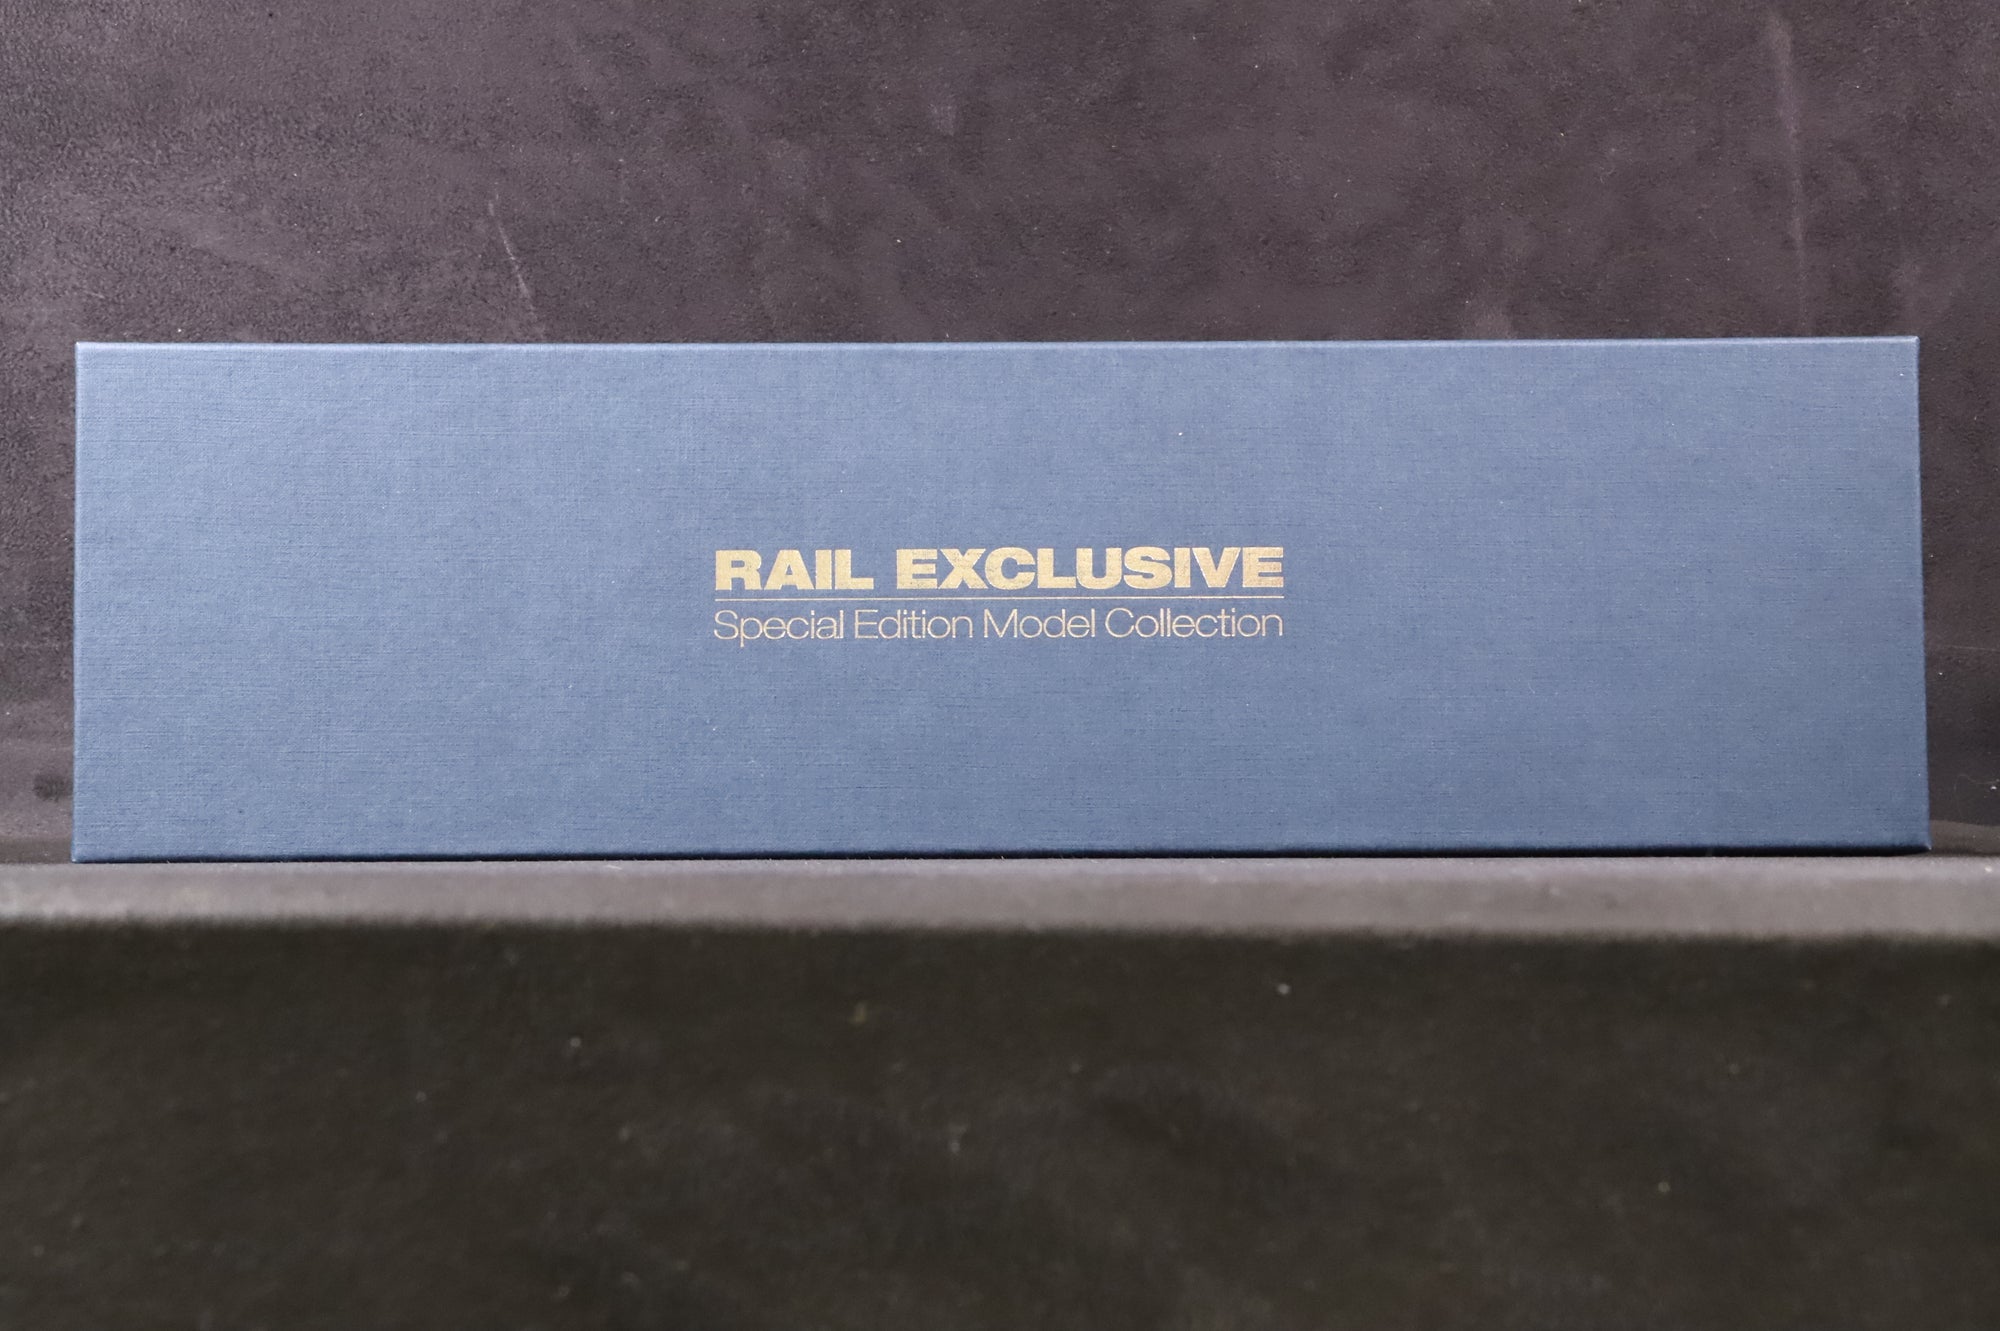 RAIL EXCLUSIVE
Special Edition Model Collection